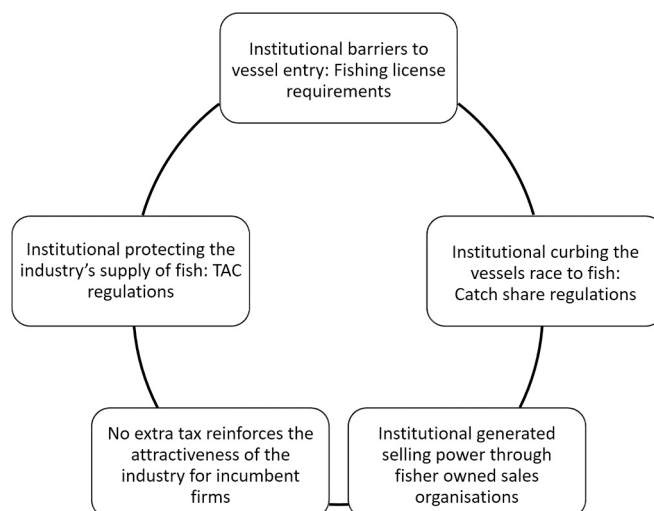 Institutional barriers to
vessel entry: Fishing license
requirements
Institutional protecting the
industry's supply of fish: TAC
regulations
Institutional curbing the
vessels race to fish:
Catch share regulations
No extra tax reinforces the
attractiveness of the
industry for incumbent
firms
Institutional generated
selling power through
fisher owned sales
organisations